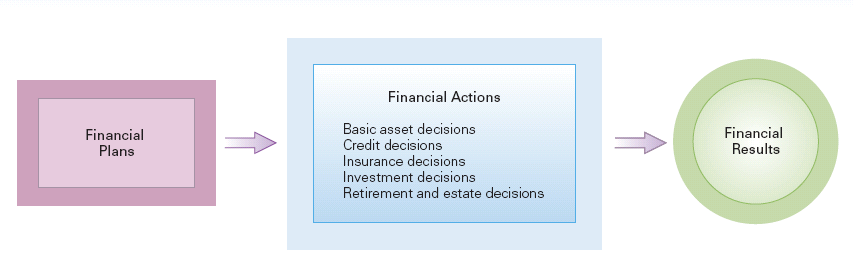 Financial
Plans
Financial Actions
Basic asset decisions
Credit decisions
Insurance decisions
Investment decisions
Retirement and estate decisions
Financial
Results